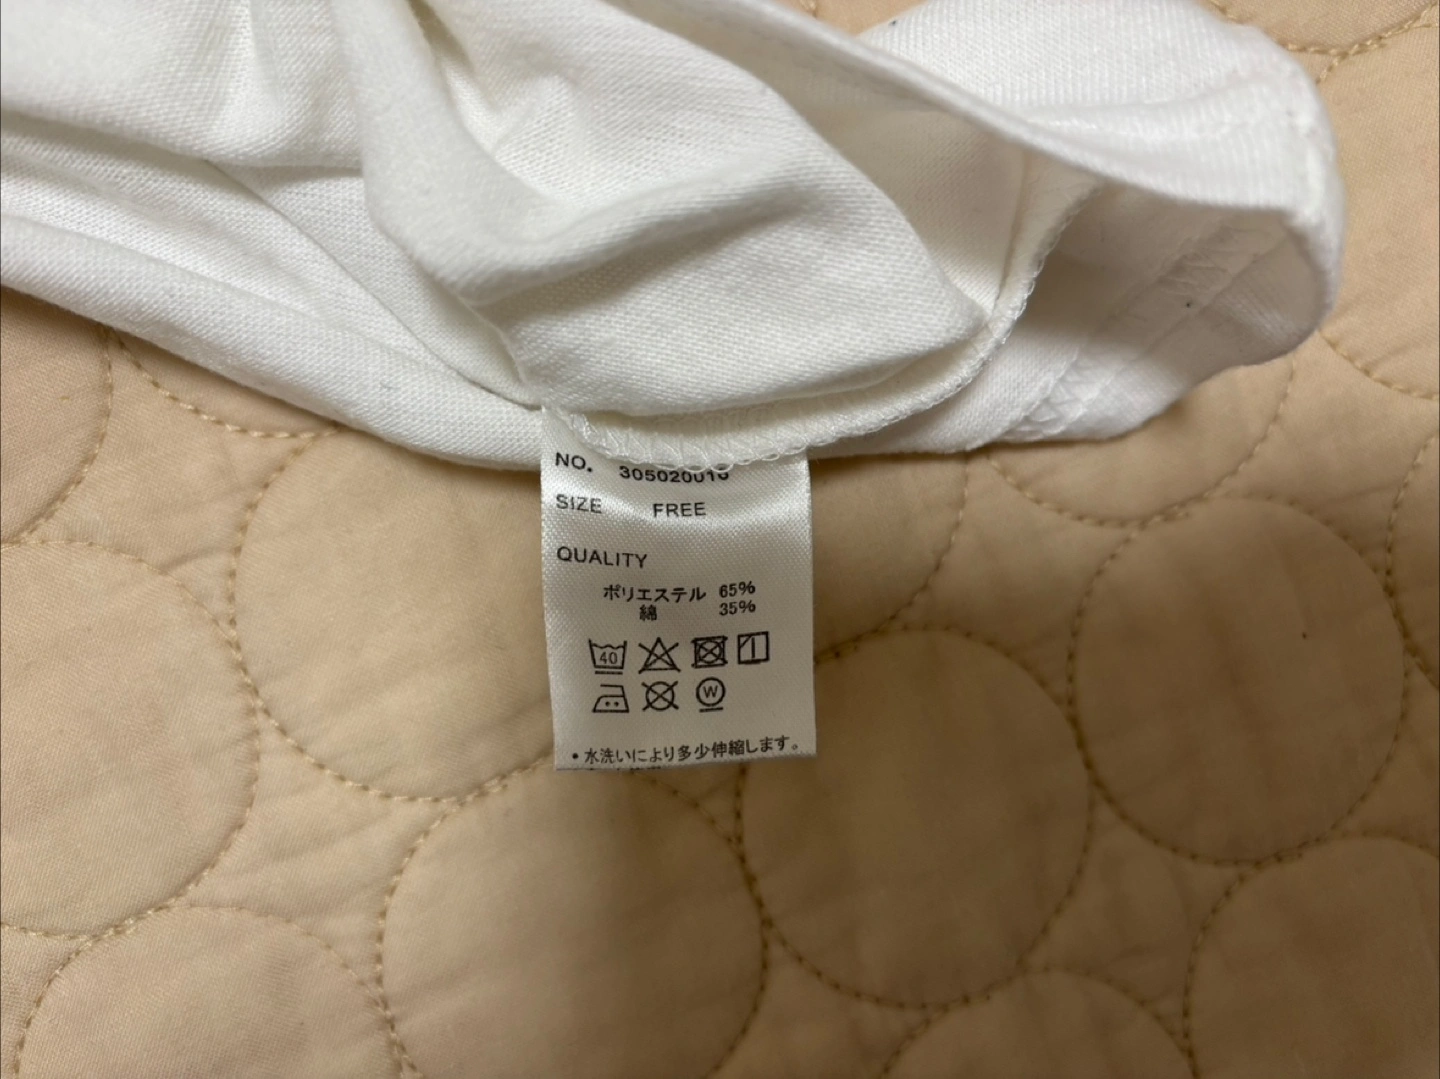 NO. 305020010
SIZE FREE
QUALITY
ポリエステル 65%
綿 35%
40
W
・水洗いにより多少伸縮します。